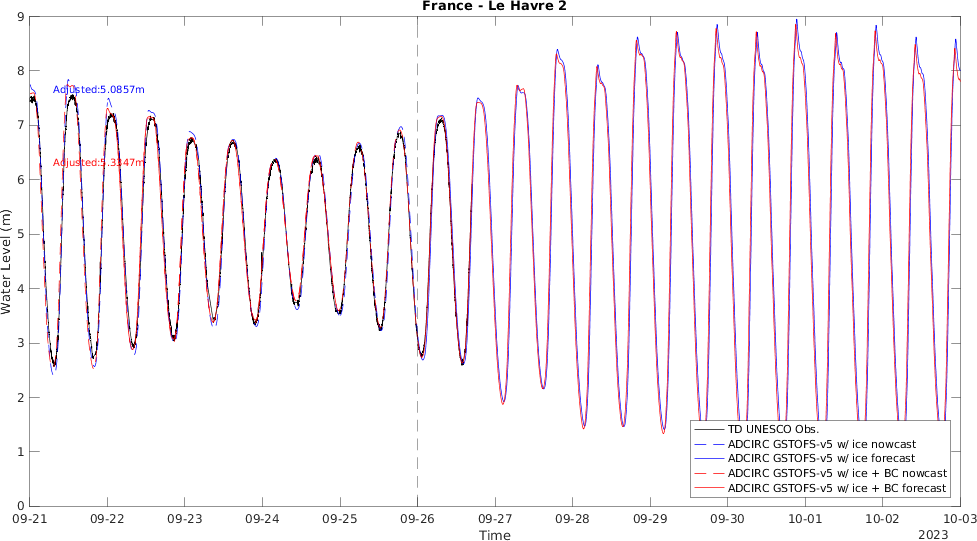 France - Le Havre 2
9
8
7
6
5
4
3
2
1
0
Water Level (m)
Adjusted:5.0857m
Adjusted:5.3347m
TD UNESCO Obs.
ADCIRC GSTOFS-v5 w/ ice nowcast
ADCIRC GSTOFS-v5 w/ ice forecast
ADCIRC GSTOFS-v5 w/ ice + BC nowcast
ADCIRC GSTOFS-v5 w/ ice + BC forecast
09-21 09-22 09-23 09-24 09-25 09-26 09-27 09-28 09-29 09-30 10-01 10-02 10-03
Time
2023